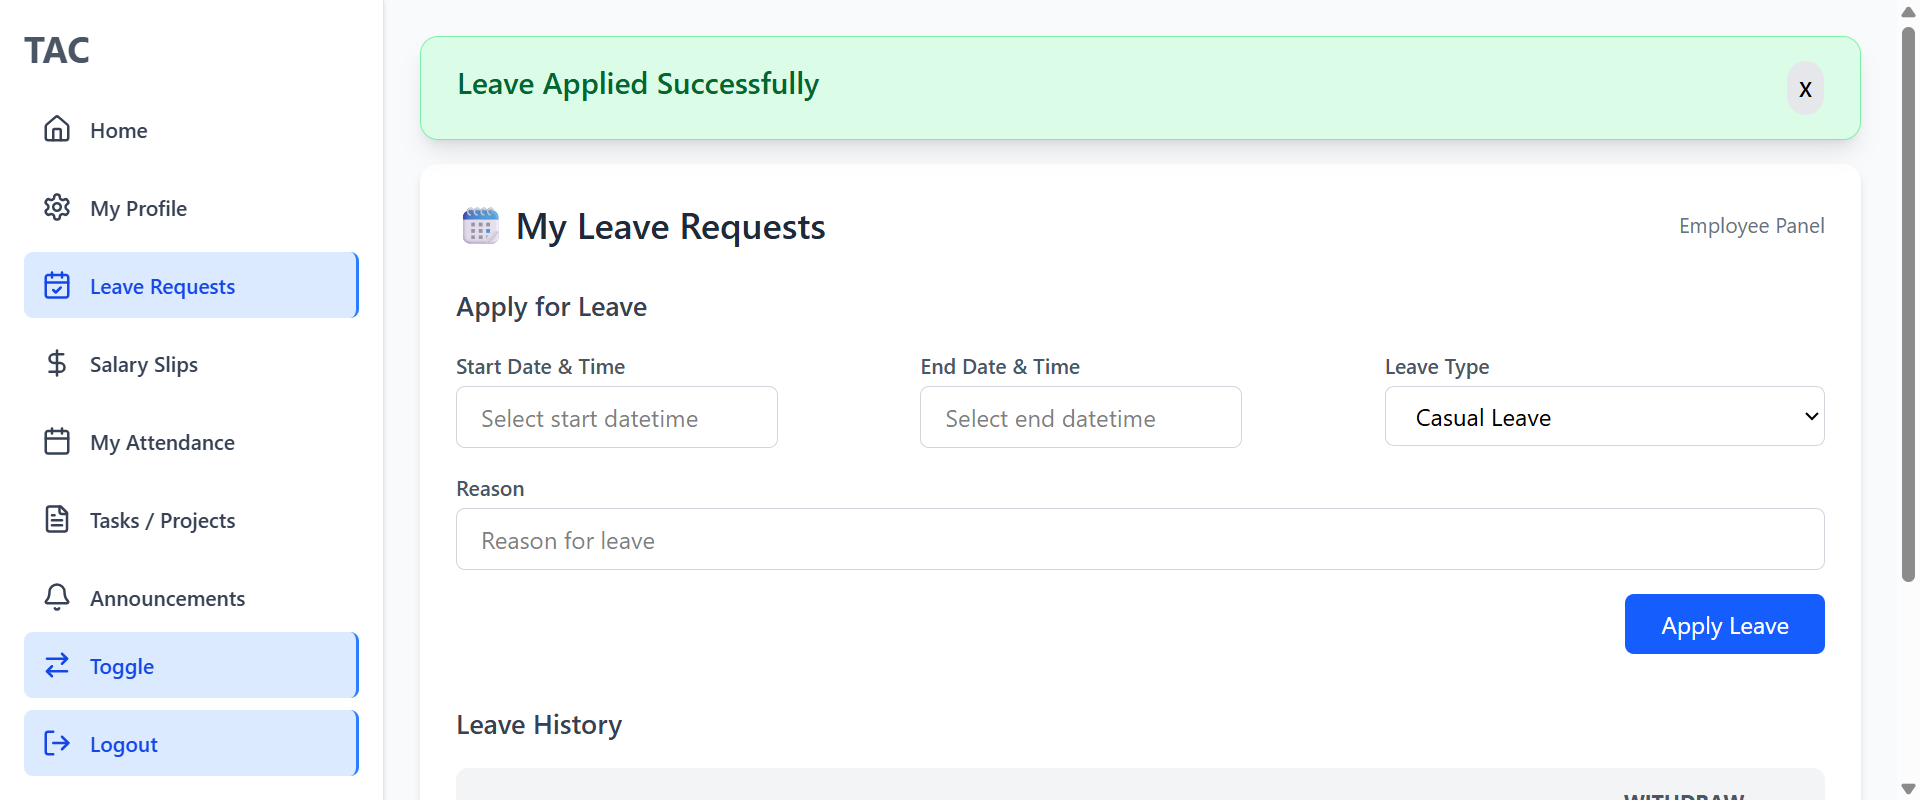 TAC
Home
My Profile
Leave Requests
Salary Slips
My Attendance
Tasks / Projects
Announcements
Toggle
Logout
Leave Applied Successfully
X
My Leave Requests
Employee Panel
Apply for Leave
Start Date & Time
End Date & Time
Leave Type
Select start datetime
Select end datetime
Casual Leave
Reason
Reason for leave
Apply Leave
Leave History
WITHDRAW